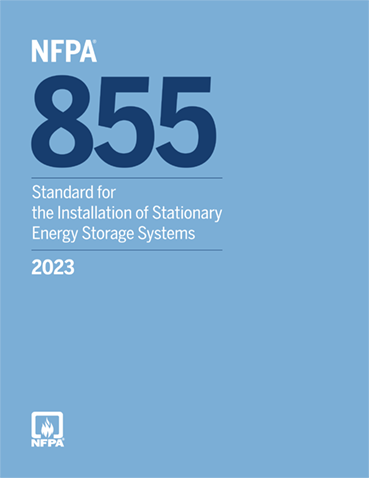 NFPA®
855
Standard for
the Installation of Stationary
Energy Storage Systems
2023
NFPA®